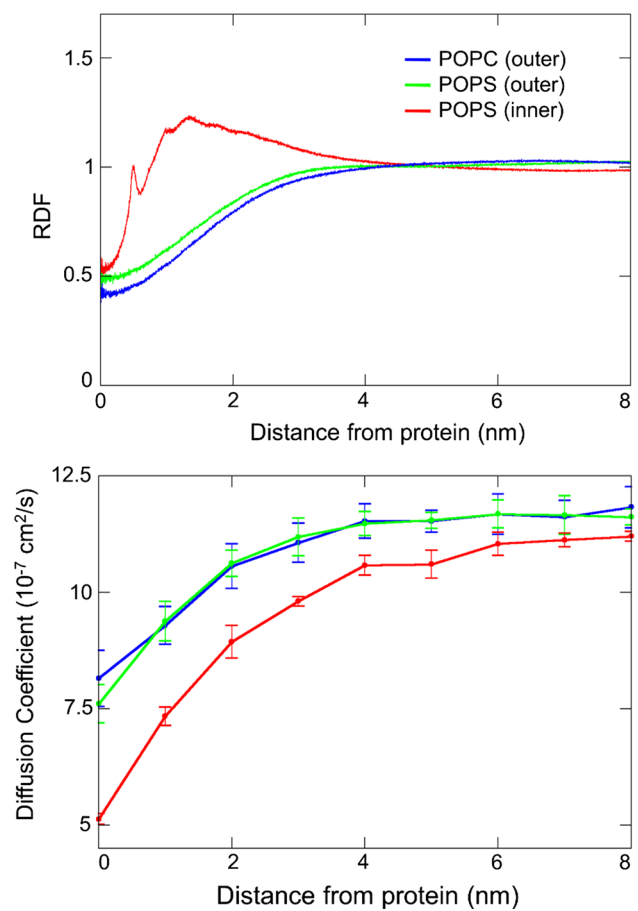 1.5
1
0.5
0
RDF
POPC (outer)
POPS (outer)
POPS (inner)
0 2 4 6 8
Distance from protein (nm)
12.5
10
7.5
5
Diffusion Coefficient (10⁻⁷ cm²/s)
0 2 4 6 8
Distance from protein (nm)